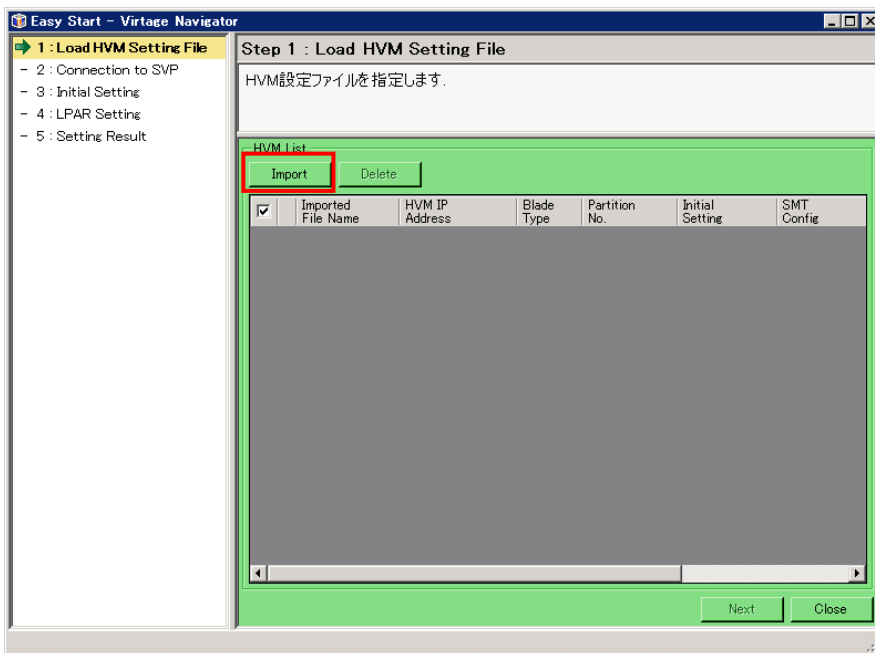 Easy Start - Virtage Navigator
1 : Load HVM Setting File
- 2 : Connection to SVP
- 3 : Initial Setting
- 4 : LPAR Setting
- 5 : Setting Result
Step 1 : Load HVM Setting File
HVM設定ファイルを指定します.
HVM List
Import Delete
Imported File Name HVM IP Address Blade Type Partition No. Initial Setting SMT Config
Next Close